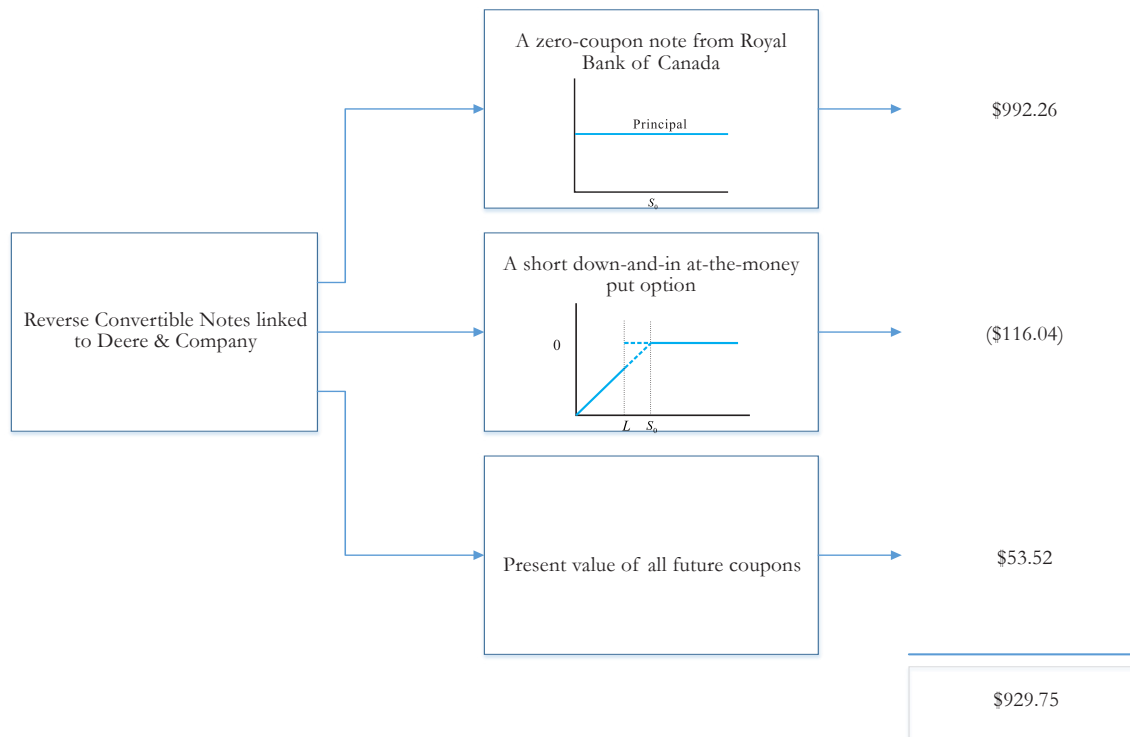 A zero-coupon note from Royal
Bank of Canada
Principal
S₀
$992.26
Reverse Convertible Notes linked
to Deere & Company
A short down-and-in at-the-money
put option
0
L S₀
($116.04)
Present value of all future coupons
$53.52
$929.75